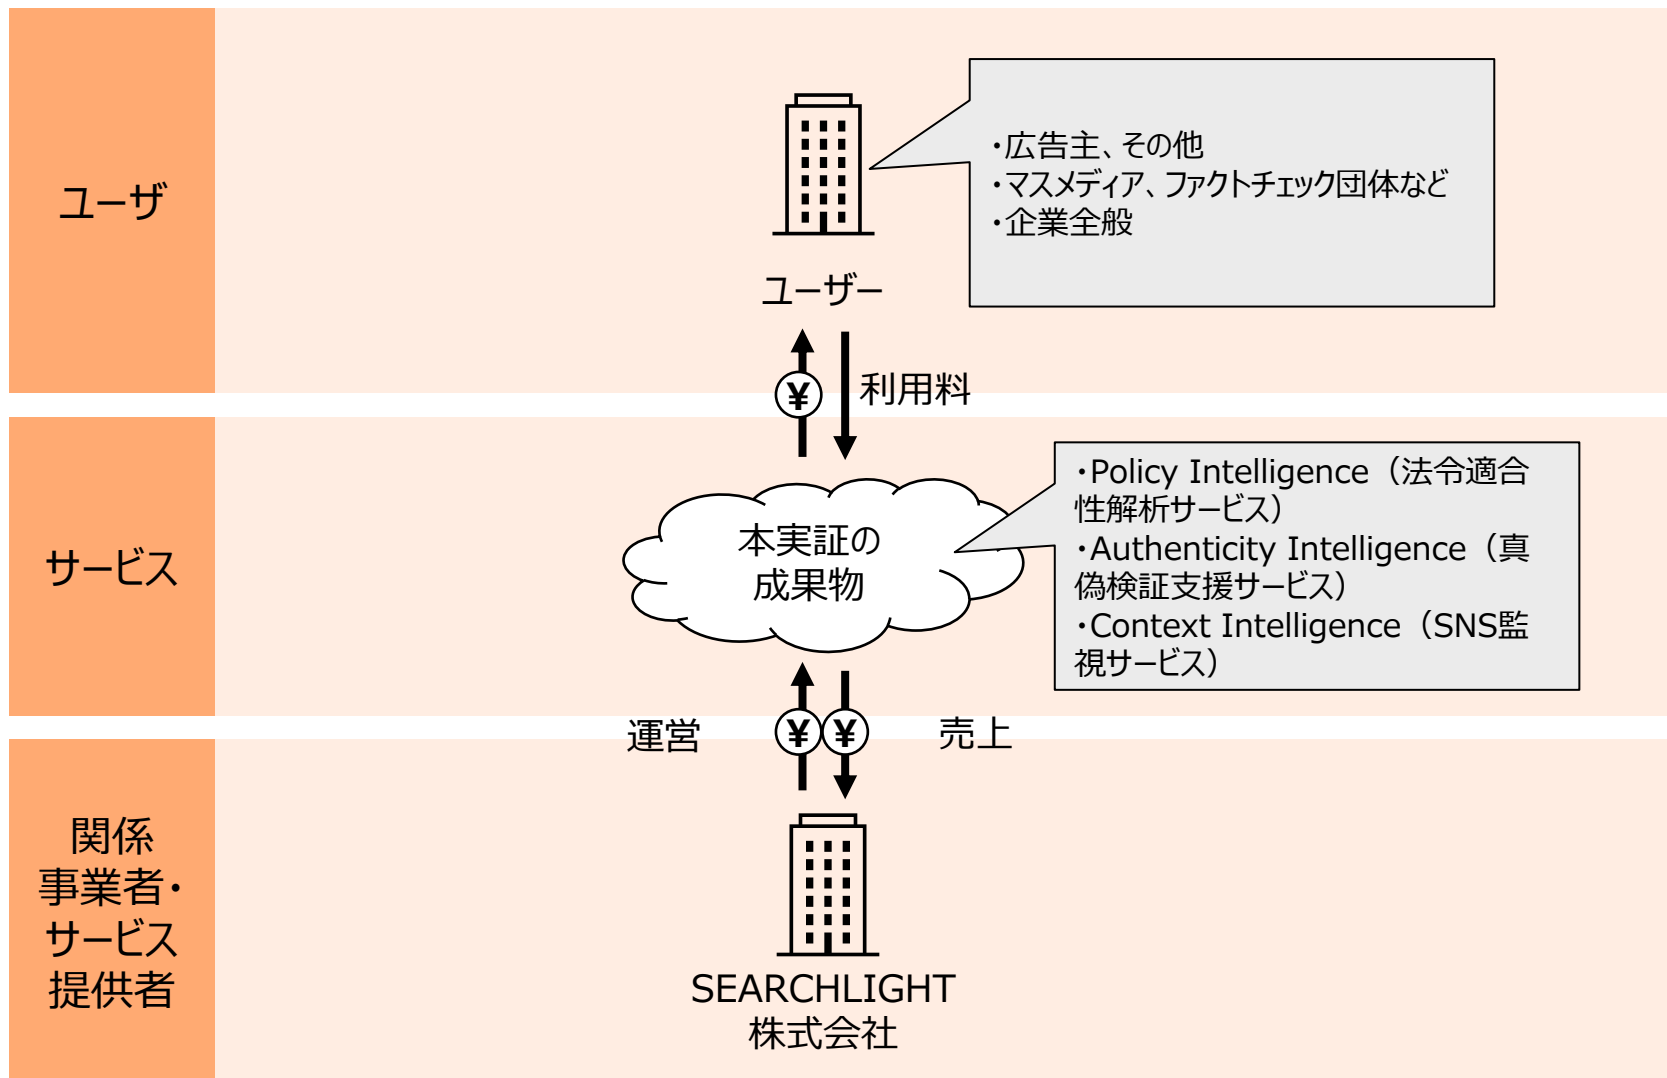 ユーザ
・広告主、その他
・マスメディア、ファクトチェック団体など
・企業全般
ユーザー
¥
利用料
サービス
本実証の
成果物
・Policy Intelligence（法令適合
性解析サービス）
・Authenticity Intelligence（真
偽検証支援サービス）
・Context Intelligence（SNS監
視サービス）
運営
¥
¥
売上
関係
事業者・
サービス
提供者
SEARCHLIGHT
株式会社